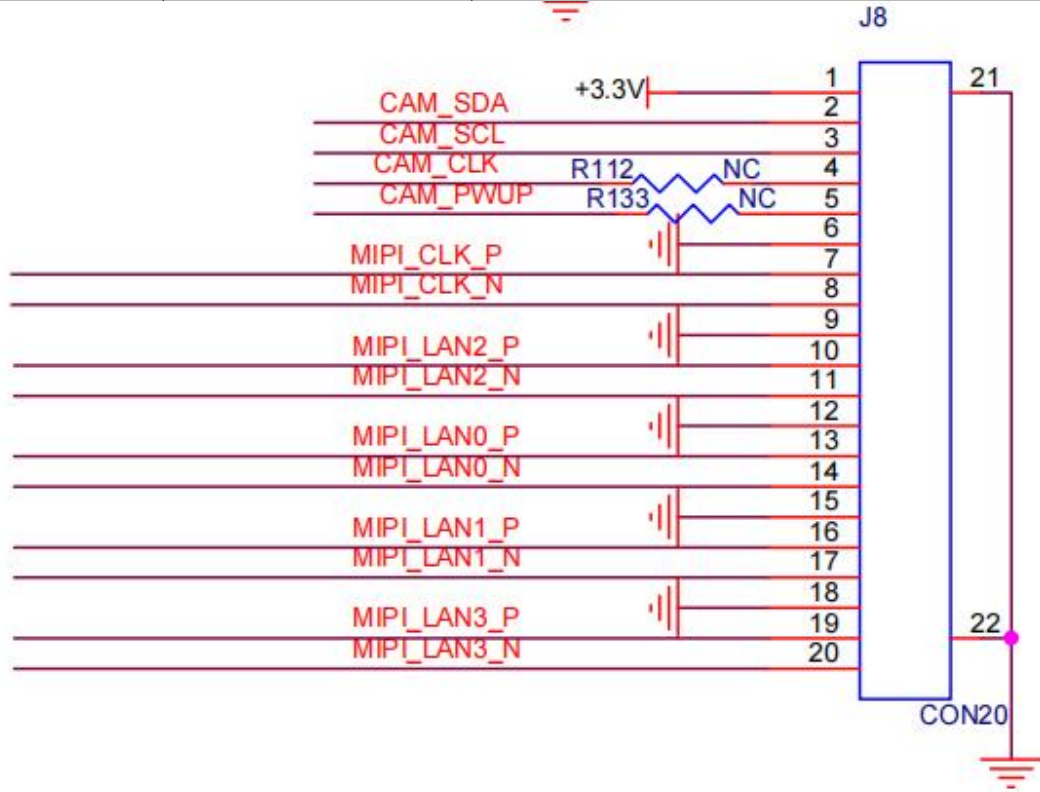 J8
+3.3V 1 21
CAM_SDA 2
CAM_SCL 3
CAM_CLK R112 NC 4
CAM_PWUP R133 NC 5
6
MIPI_CLK_P 7
MIPI_CLK_N 8
9
MIPI_LAN2_P 10
MIPI_LAN2_N 11
12
MIPI_LAN0_P 13
MIPI_LAN0_N 14
15
MIPI_LAN1_P 16
MIPI_LAN1_N 17
18
MIPI_LAN3_P 19 22
MIPI_LAN3_N 20
CON20